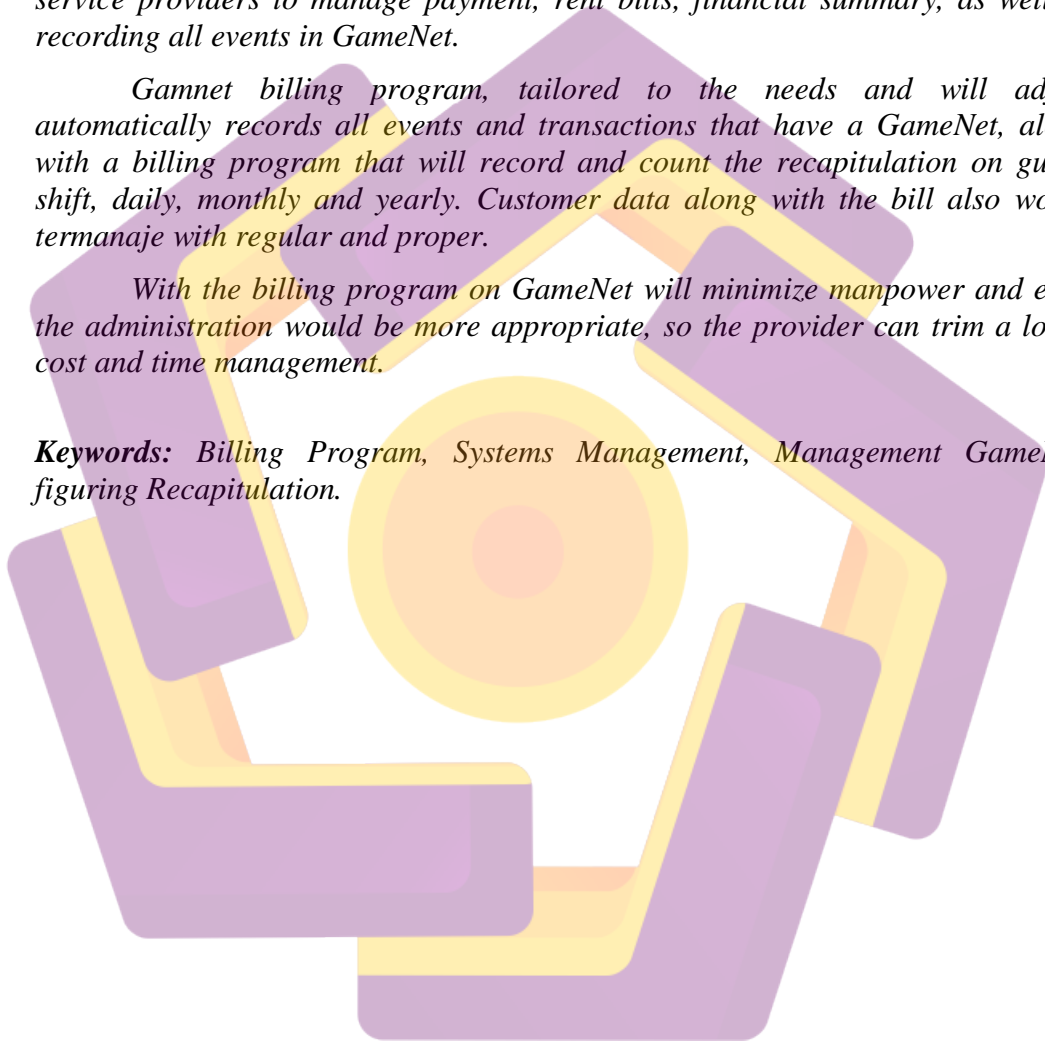 service providers to manage payment, rent bills, financial summary, as well
recording all events in GameNet.
Gamnet billing program, tailored to the needs and will
automatically records all events and transactions that have a GameNet,
with a billing program that will record and count the recapitulation on
shift, daily, monthly and yearly. Customer data along with the bill also
termanaje with regular and proper.
With the billing program on GameNet will minimize manpower and
the administration would be more appropriate, so the provider can trim a
cost and time management.
Keywords: Billing Program, Systems Management, Management
figuring Recapitulation.